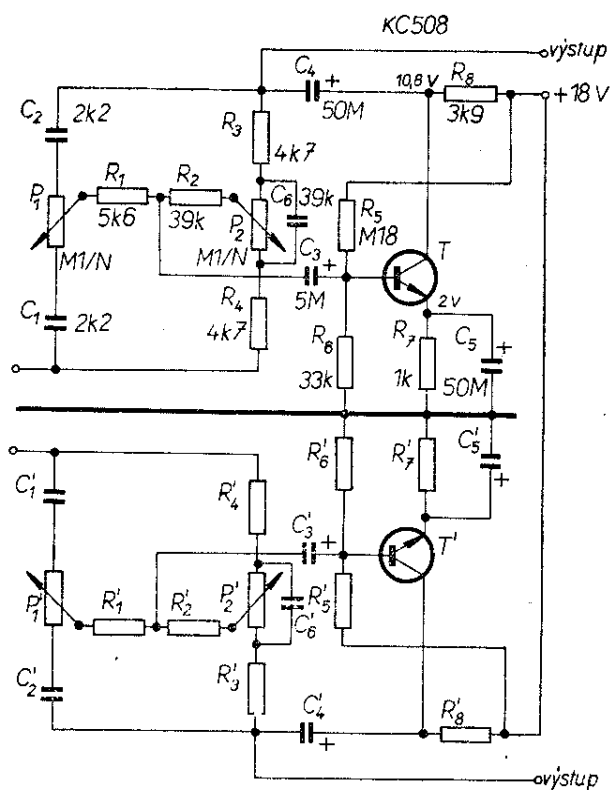 KC508
výstup
C₄ +
50M
10,8 V
R₈
3k9
+18 V
C₂
2k2
R₃
4k7
P₁
M1/N
R₁
5k6
R₂
39k
P₂
M1/N
C₆
39k
R₅
M18
C₃ +
5M
T
2V
C₁
2k2
R₄
4k7
R₆
33k
R₇
1k
C₅ +
50M
C'₁
R'₄
R'₆
R'₇
C'₅
+
C'₃ +
T'
P'₁
R'₁
R'₂
P'₂
C'₆
R'₅
C'₂
R'₃
C'₄
+
R'₈
výstup